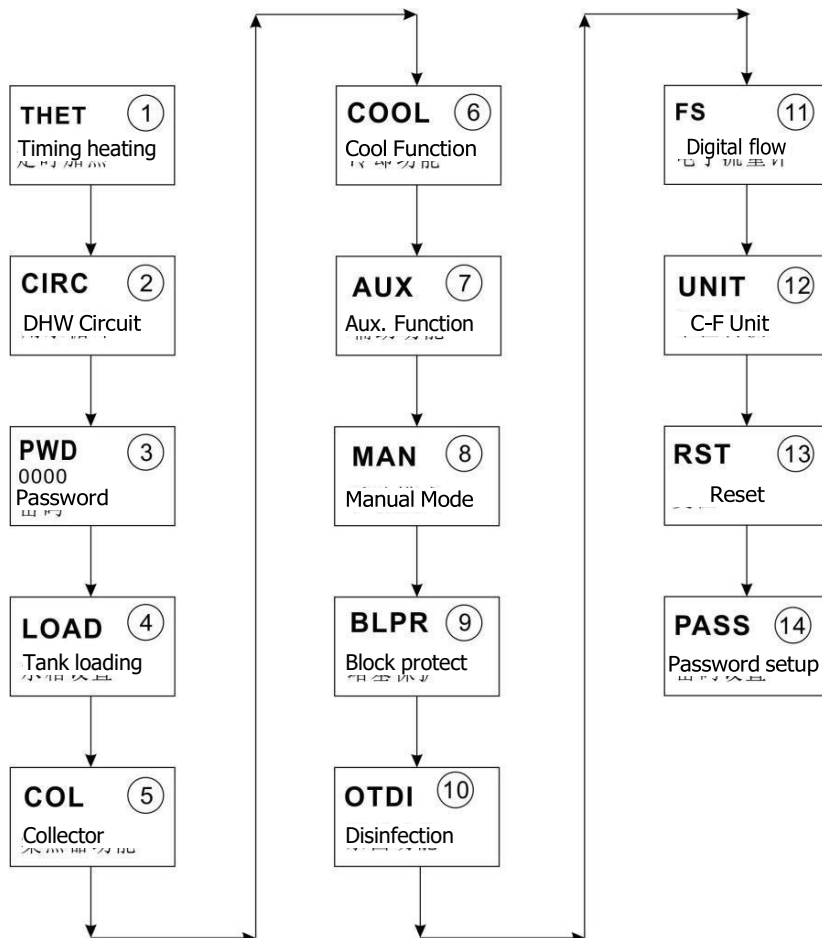 THET 1
Timing heating
CIRC 2
DHW Circuit
PWD 3
0000
Password
LOAD 4
Tank loading
COL 5
Collector
COOL 6
Cool Function
AUX 7
Aux. Function
MAN 8
Manual Mode
BLPR 9
Block protect
OTDI 10
Disinfection
FS 11
Digital flow
UNIT 12
C-F Unit
RST 13
Reset
PASS 14
Password setup